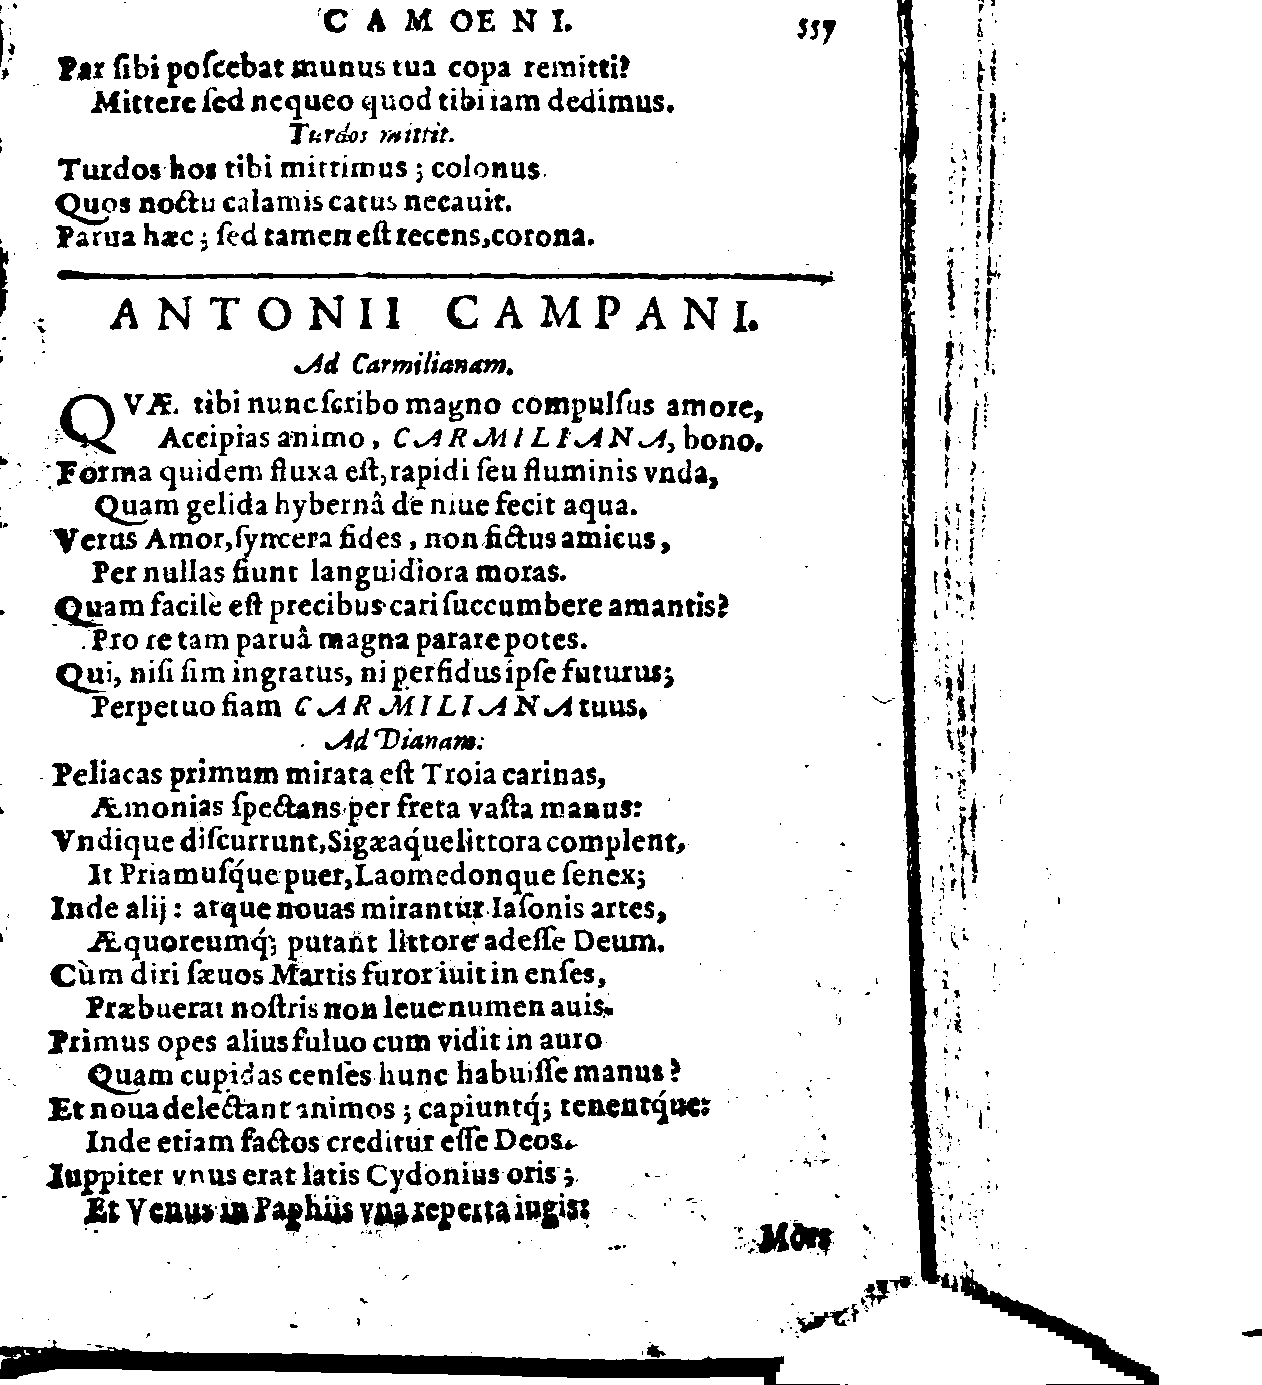 CAMOENI. 557
Par ſibi poſcebat munus tua copa remitti?
Mittere ſed nequeo quod tibi iam dedimus.
Turdos mittit.
Turdos hos tibi mittimus ; colonus.
Quos noctu calamis catus necauit.
Parua hæc ; ſed tamen eſt recens, corona.
ANTONII CAMPANI.
Ad Carmilianam.
QVÆ tibi nunc ſcribo magno compulſus amore,
Accipias animo, CARMILIANA, bono.
Forma quidem fluxa eſt, rapidi ſeu fluminis vnda,
Quam gelida hybernâ de niue fecit aqua.
Verus Amor, ſyncera fides, non fictus amicus,
Per nullas fiunt languidiora moras.
Quam facilè eſt precibus cari ſuccumbere amantis?
Pro re tam paruâ magna parare potes.
Qui, niſi ſim ingratus, ni perfidus ipſe futurus;
Perpetuo fiam CARMILIANA tuus.
Ad Dianam:
Peliacas primum mirata eſt Troia carinas,
Æmonias ſpectans per freta vaſta manus:
Vndique diſcurrunt, Sigæaq́ue littora complent,
It Priamuſq́ue puer, Laomedonque ſenex;
Inde alij : atque nouas mirantur Iaſonis artes,
Æquoreumq́; putant littore adeſſe Deum.
Cùm diri ſæuos Martis furor iuit in enſes,
Præbuerat noſtris non leue numen auis.
Primus opes alius fuluo cum vidit in auro
Quam cupidas cenſes hunc habuiſſe manus?
Et noua delectant animos ; capiuntq́; tenentq́ue:
Inde etiam factos creditur eſſe Deos.
Iuppiter vnus erat latis Cydonius oris ;
Et Venus in Paphiis vna reperta iugis:
Mors